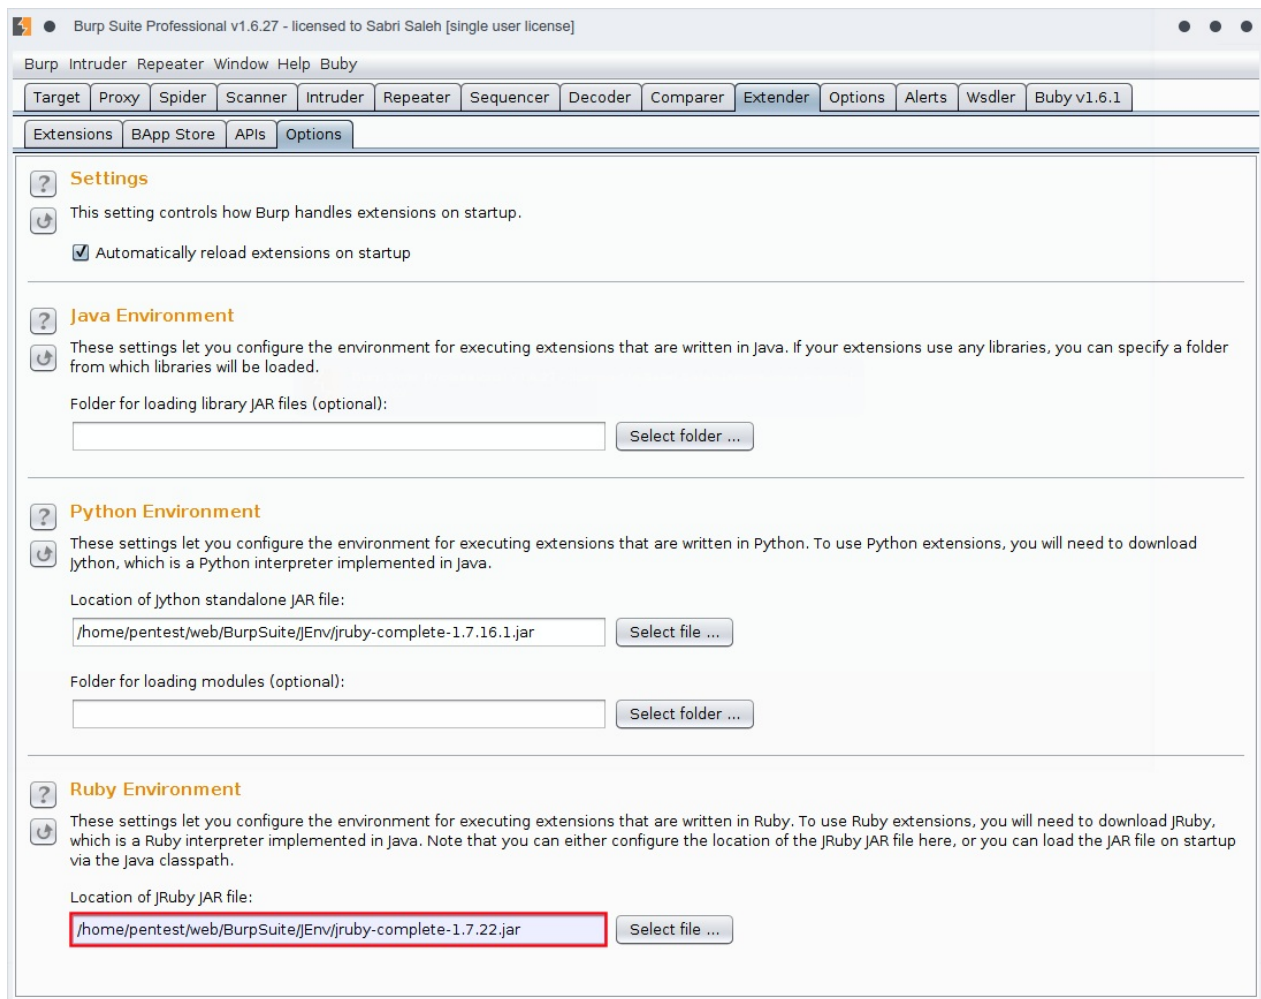 Burp Suite Professional v1.6.27 - licensed to Sabri Saleh [single user license]
Burp Intruder Repeater Window Help Buby
Target Proxy Spider Scanner Intruder Repeater Sequencer Decoder Comparer Extender Options Alerts Wsdler Buby v1.6.1
Extensions BApp Store APIs Options
? Settings
This setting controls how Burp handles extensions on startup.
Automatically reload extensions on startup
? Java Environment
These settings let you configure the environment for executing extensions that are written in Java. If your extensions use any libraries, you can specify a folder
from which libraries will be loaded.
Folder for loading library JAR files (optional):
Select folder ...
? Python Environment
These settings let you configure the environment for executing extensions that are written in Python. To use Python extensions, you will need to download
Jython, which is a Python interpreter implemented in Java.
Location of Jython standalone JAR file:
/home/pentest/web/BurpSuite/JEnv/jruby-complete-1.7.16.1.jar Select file ...
Folder for loading modules (optional):
Select folder ...
? Ruby Environment
These settings let you configure the environment for executing extensions that are written in Ruby. To use Ruby extensions, you will need to download JRuby,
which is a Ruby interpreter implemented in Java. Note that you can either configure the location of the JRuby JAR file here, or you can load the JAR file on startup
via the Java classpath.
Location of JRuby JAR file:
/home/pentest/web/BurpSuite/JEnv/jruby-complete-1.7.22.jar Select file ...